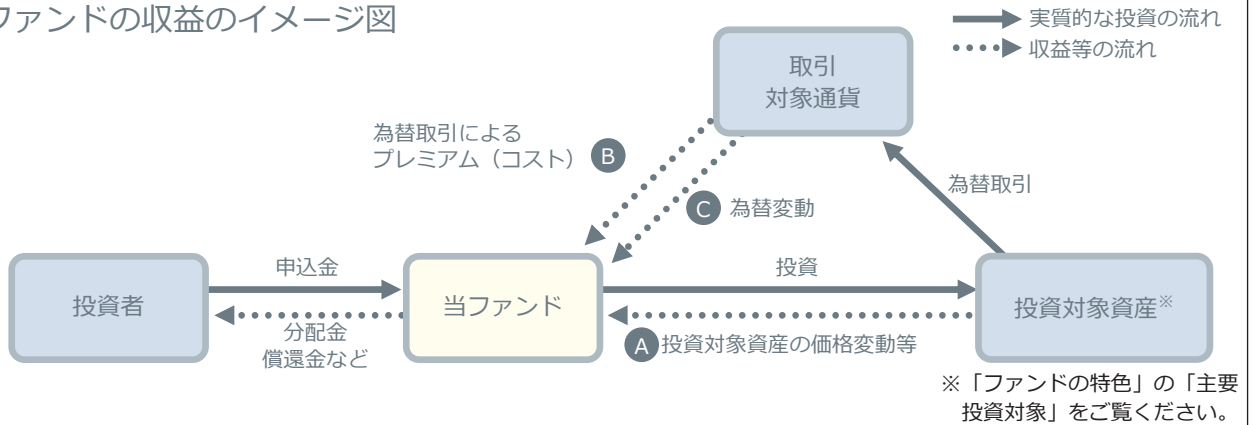 ファンドの収益のイメージ図
実質的な投資の流れ
収益等の流れ
取引
対象通貨
為替取引による
プレミアム（コスト）
B
C
為替変動
為替取引
投資者
申込金
分配金
償還金など
当ファンド
投資
A
投資対象資産の価格変動等
投資対象資産※
※「ファンドの特色」の「主要
投資対象」をご覧ください。